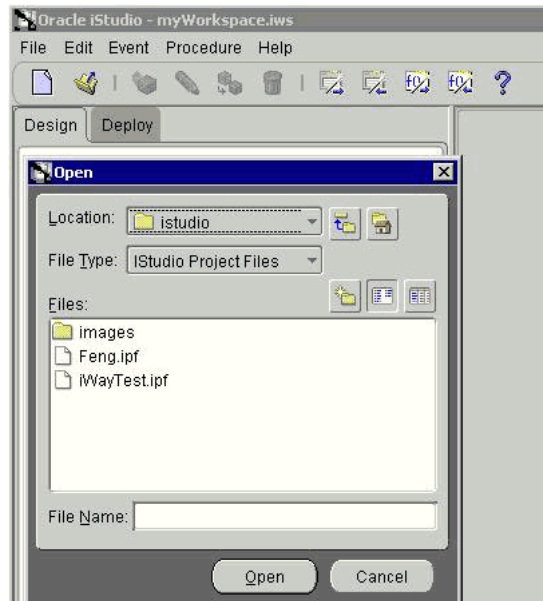 Oracle iStudio - myWorkspace.iws
File Edit Event Procedure Help
Design Deploy
Open
Location: istudio
File Type: IStudio Project Files
Files:
images
Feng.ipf
iWayTest.ipf
File Name:
Open Cancel